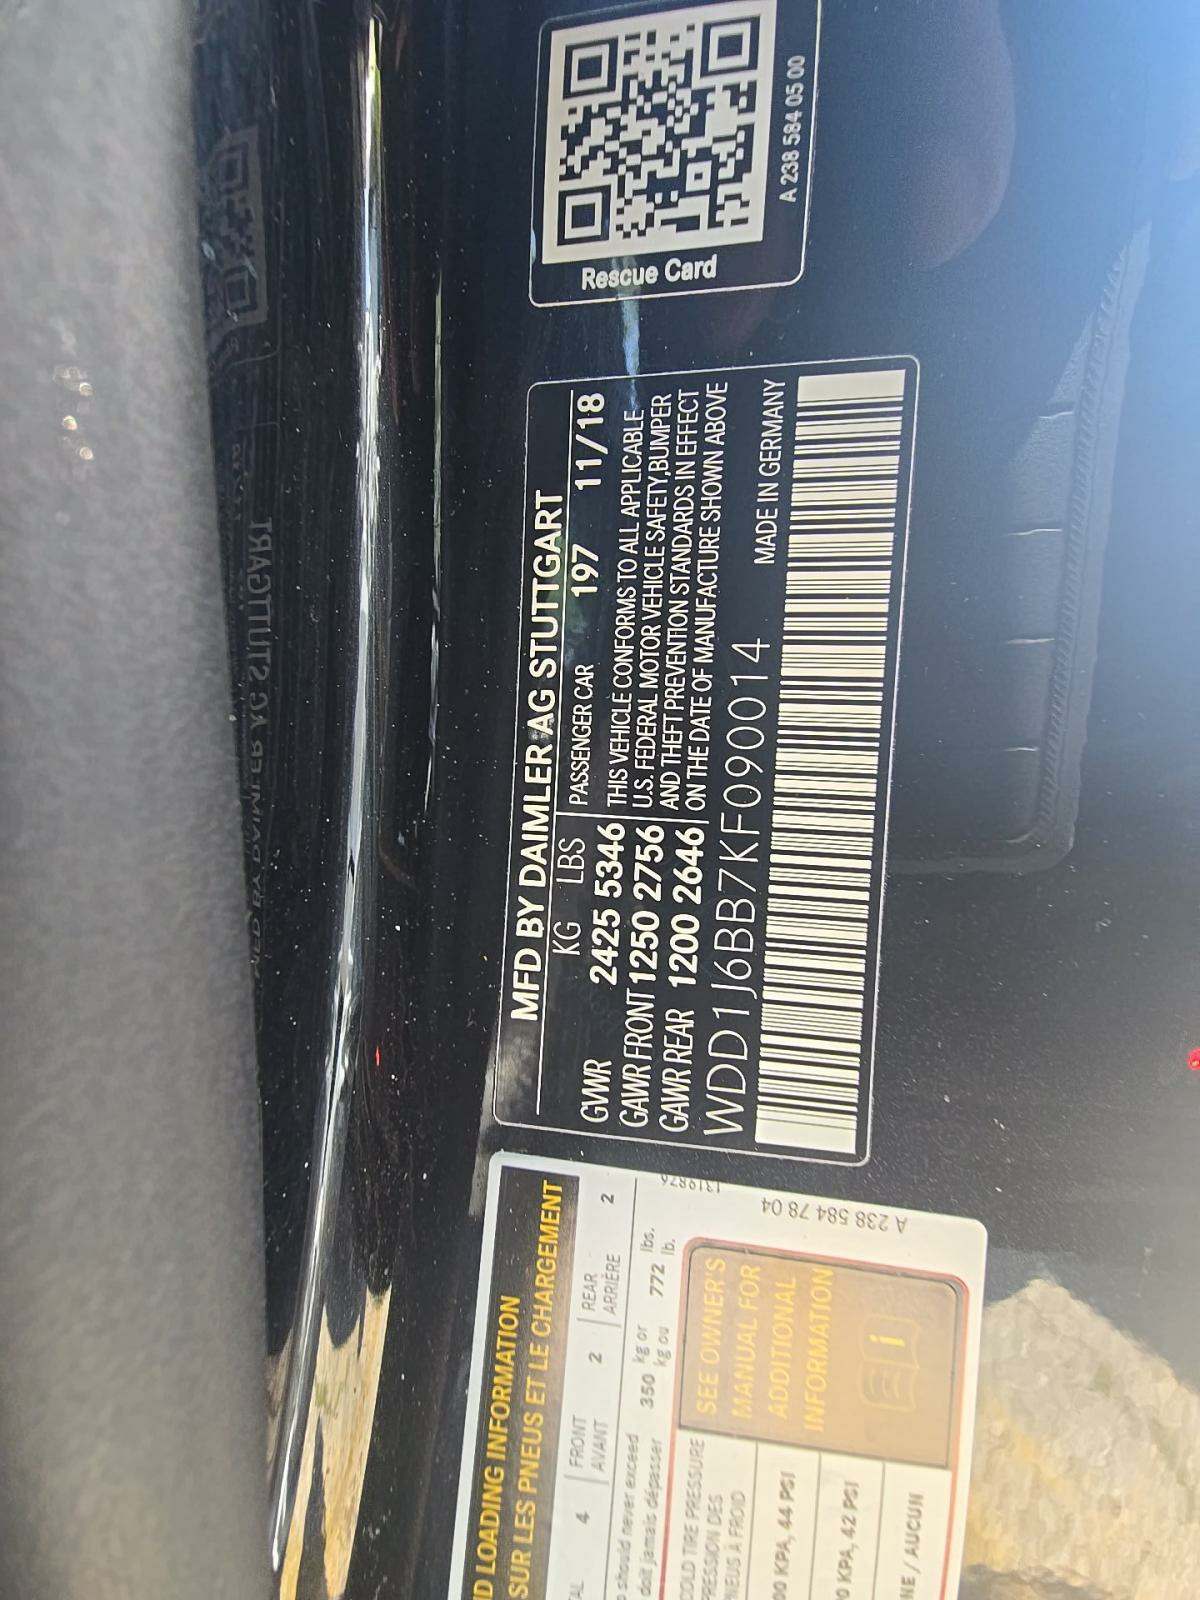 Rescue Card
A 238 584 05 00
MFD BY DAIMLER AG STUTTGART
KG LBS PASSENGER CAR 197 11/18
GVWR 2425 5346
GAWR FRONT 1250 2756
GAWR REAR 1200 2646
THIS VEHICLE CONFORMS TO ALL APPLICABLE
U.S. FEDERAL MOTOR VEHICLE SAFETY,BUMPER
AND THEFT PREVENTION STANDARDS IN EFFECT
ON THE DATE OF MANUFACTURE SHOWN ABOVE
WDD1J6BB7KF090014
MADE IN GERMANY
LOADING INFORMATION
SUR LES PNEUS ET LE CHARGEMENT
4 FRONT 2 REAR 2
AVANT ARRIÈRE
should never exceed 350 kg or 772 lbs.
doit jamais dépasser kg ou lb.
COLD TIRE PRESSURE
PRESSION DES
PNEUS À FROID
KPA, 44 PSI
KPA, 42 PSI
/ AUCUN
SEE OWNER'S
MANUAL FOR
ADDITIONAL
INFORMATION
i
1319876
A 238 584 78 04